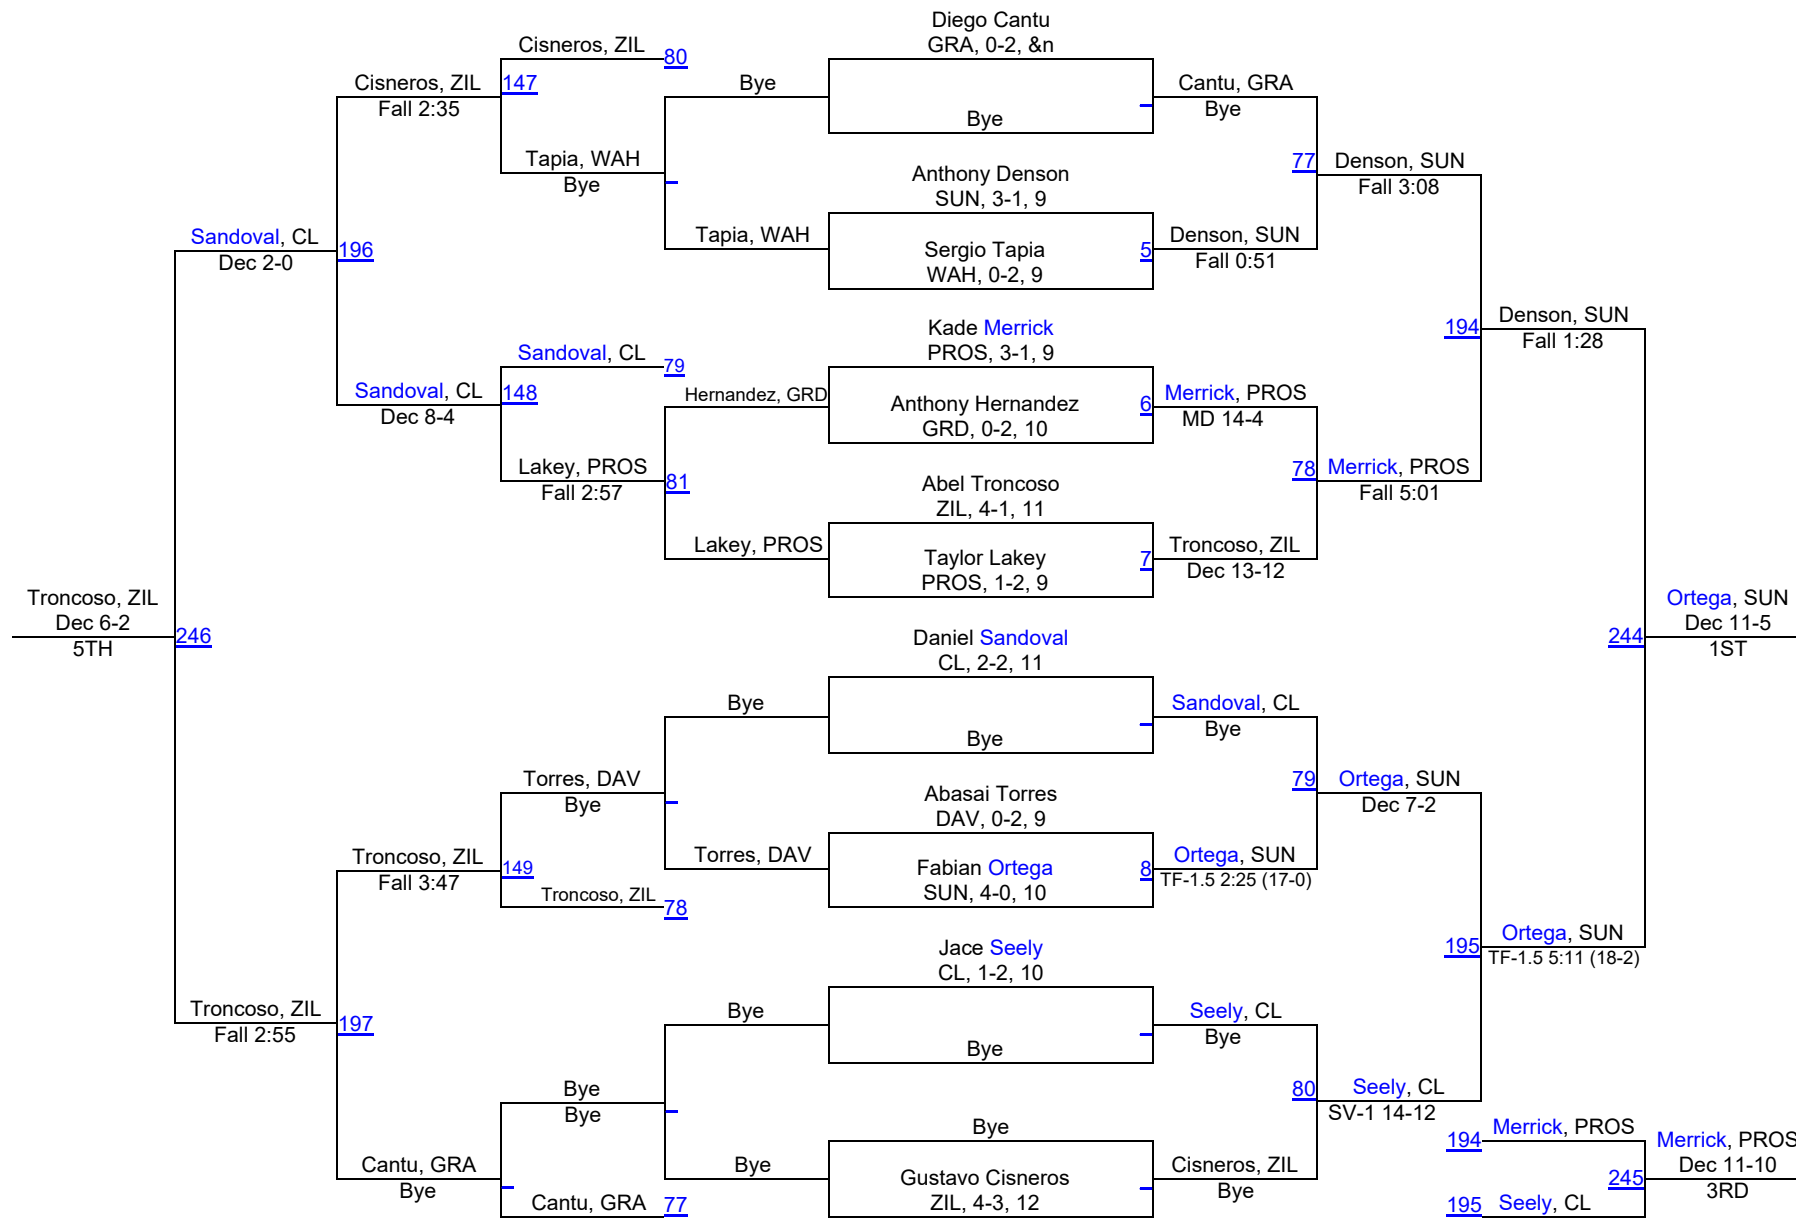 Diego Cantu
GRA, 0-2, &n
Bye
Anthony Denson
SUN, 3-1, 9
Sergio Tapia
WAH, 0-2, 9
5
Kade Merrick
PROS, 3-1, 9
Anthony Hernandez
GRD, 0-2, 10
6
Abel Troncoso
ZIL, 4-1, 11
Taylor Lakey
PROS, 1-2, 9
7
Daniel Sandoval
CL, 2-2, 11
Bye
Abasai Torres
DAV, 0-2, 9
Fabian Ortega
SUN, 4-0, 10
8
Jace Seely
CL, 1-2, 10
Bye
Bye
Gustavo Cisneros
ZIL, 4-3, 12
Cantu, GRA
Bye
77
Denson, SUN
Fall 0:51
Merrick, PROS
MD 14-4
78
Troncoso, ZIL
Dec 13-12
Sandoval, CL
Bye
79
Ortega, SUN
TF-1.5 2:25 (17-0)
Seely, CL
Bye
80
Cisneros, ZIL
Bye
Denson, SUN
Fall 3:08
194
Merrick, PROS
Fall 5:01
Ortega, SUN
Dec 7-2
195
Seely, CL
SV-1 14-12
Denson, SUN
Fall 1:28
244
Ortega, SUN
TF-1.5 5:11 (18-2)
Ortega, SUN
Dec 11-5
1ST
194
Merrick, PROS
245
195
Seely, CL
Merrick, PROS
Dec 11-10
3RD
Bye
Tapia, WAH
Hernandez, GRD
81
Lakey, PROS
Bye
Torres, DAV
Bye
Bye
Cisneros, ZIL
80
147
Tapia, WAH
Bye
Sandoval, CL
79
148
Lakey, PROS
Fall 2:57
Torres, DAV
Bye
149
Troncoso, ZIL
78
Bye
Bye
Cantu, GRA
77
Cisneros, ZIL
Fall 2:35
196
Sandoval, CL
Dec 8-4
Troncoso, ZIL
Fall 3:47
197
Cantu, GRA
Bye
Sandoval, CL
Dec 2-0
246
Troncoso, ZIL
Fall 2:55
Troncoso, ZIL
Dec 6-2
5TH